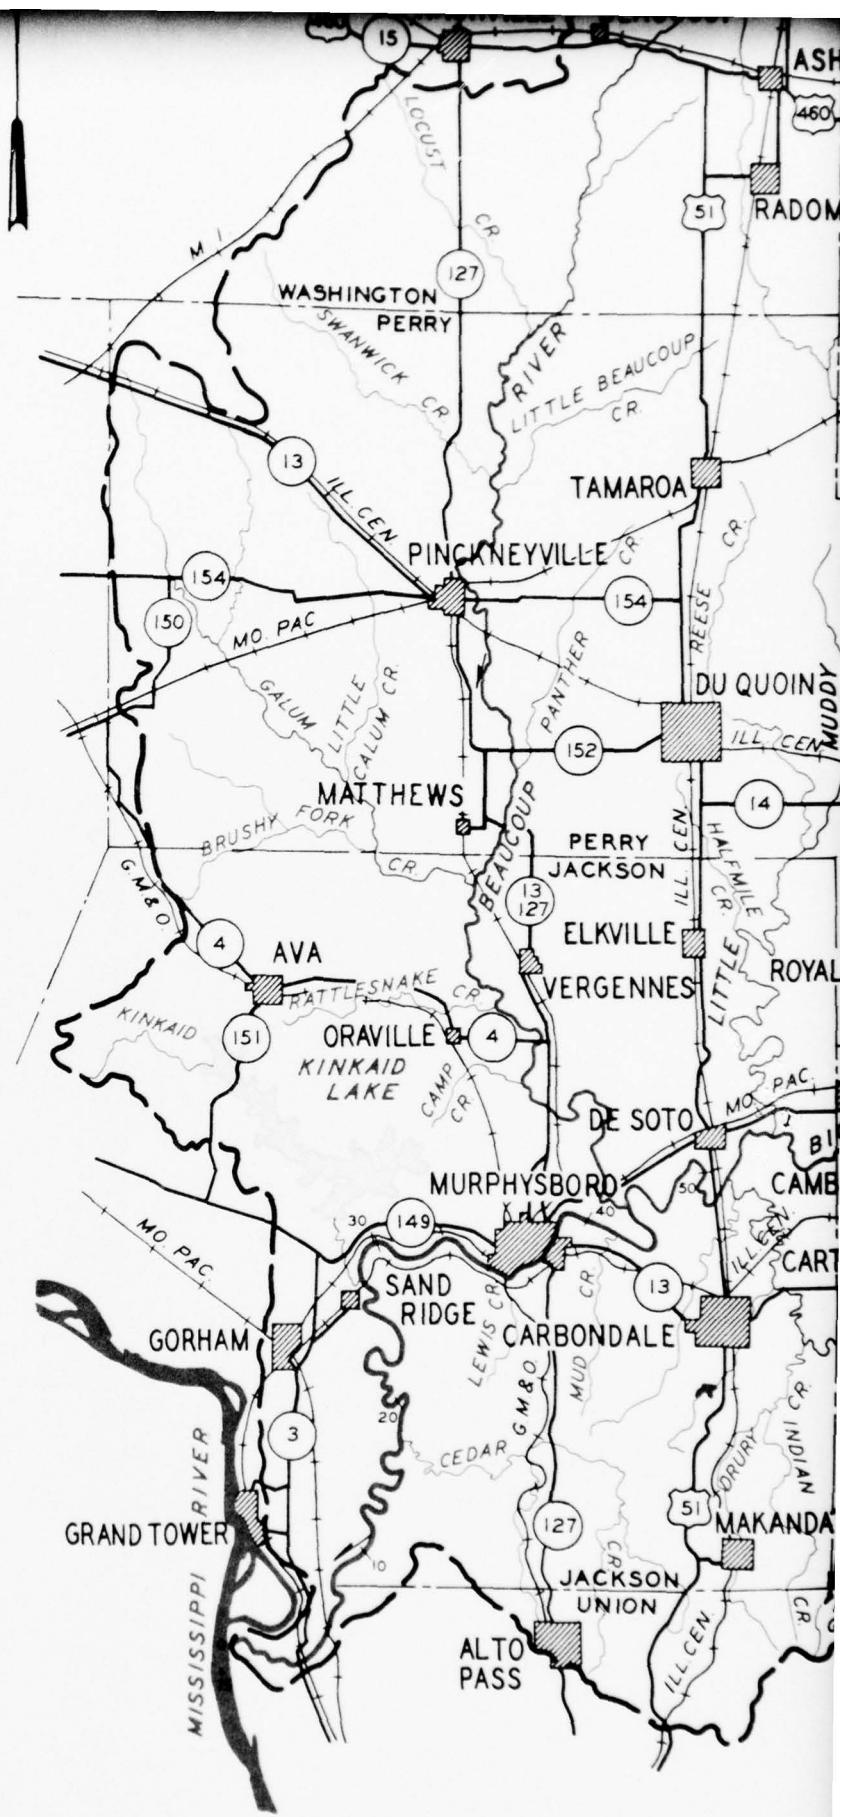 15
ASH
460
LOCUST
CR.
RADOM
51
M. I.
127
WASHINGTON
PERRY
SWANWICK CR.
RIVER
LITTLE BEAUCOUP
CR.
13
ILL. CEN.
TAMAROA
PINCKNEYVILLE
CR.
REESE CR.
154
154
150
MO. PAC
PANTHER
GALUM
LITTLE
GALUM CR.
DU QUOIN
MUDDY
ILL. CEN.
152
MATTHEWS
14
BRUSHY FORK
CR.
BEAUCOUP
PERRY
JACKSON
ILL. CEN.
HALFMILE
CR.
G.M.&O.
13
127
4
AVA
ELKVILLE
LITTLE
ROYAL
RATTLESNAKE CR.
VERGENNES
KINKAID
151
ORAVILLE
4
KINKAID
LAKE
CAMP
CR.
DE SOTO
MO. PAC.
BI
MURPHYSBORO
50
CAMB
40
30
149
MO. PAC.
ILL. CEN.
CART
SAND
RIDGE
13
GORHAM
LEWIS CR.
MUD CR.
CARBONDALE
G.M.&O.
20
3
CEDAR
CR.
DRURY
CR.
INDIAN
CR.
MISSISSIPPI RIVER
GRAND TOWER
127
51
MAKANDA
10
JACKSON
UNION
ALTO
PASS
ILL. CEN.